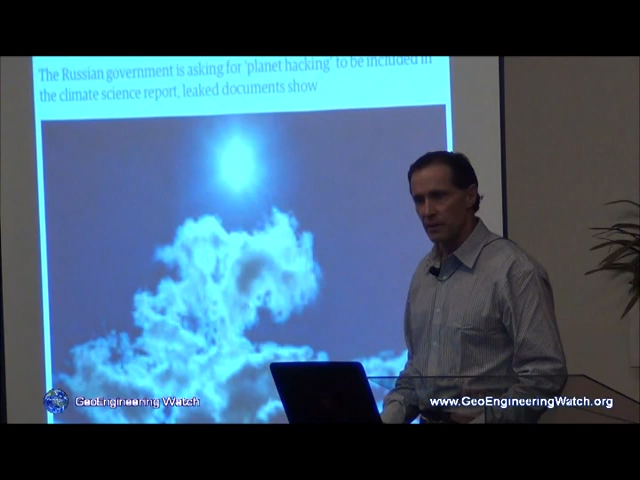 The Russian government is asking for 'planet hacking' to be included in
the climate science report, leaked documents show
GeoEngineering Watch
www.GeoEngineeringWatch.org